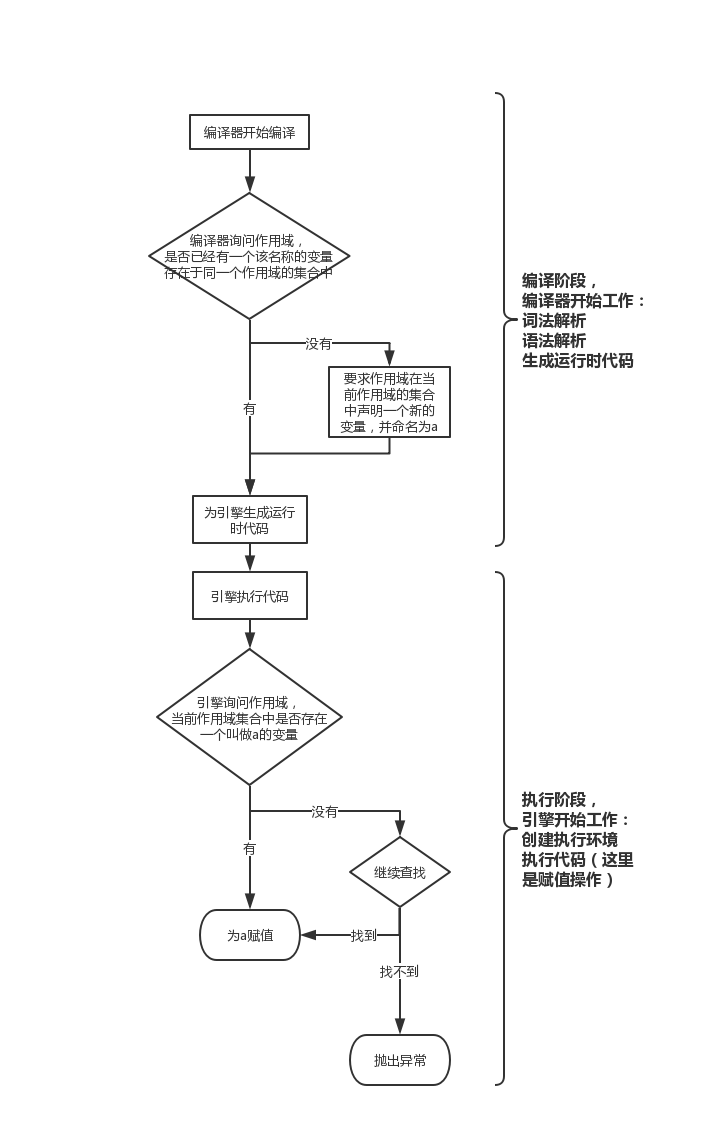 编译器开始编译
编译器询问作用域，
是否已经有一个该名称的变量
存在于同一个作用域的集合中
没有
要求作用域在当
前作用域的集合
中声明一个新的
变量，并命名为a
有
为引擎生成运行
时代码
编译阶段，
编译器开始工作：
词法解析
语法解析
生成运行时代码
引擎执行代码
引擎询问作用域，
当前作用域集合中是否存在
一个叫做a的变量
没有
有
继续查找
找到
为a赋值
找不到
抛出异常
执行阶段，
引擎开始工作：
创建执行环境
执行代码（这里
是赋值操作）